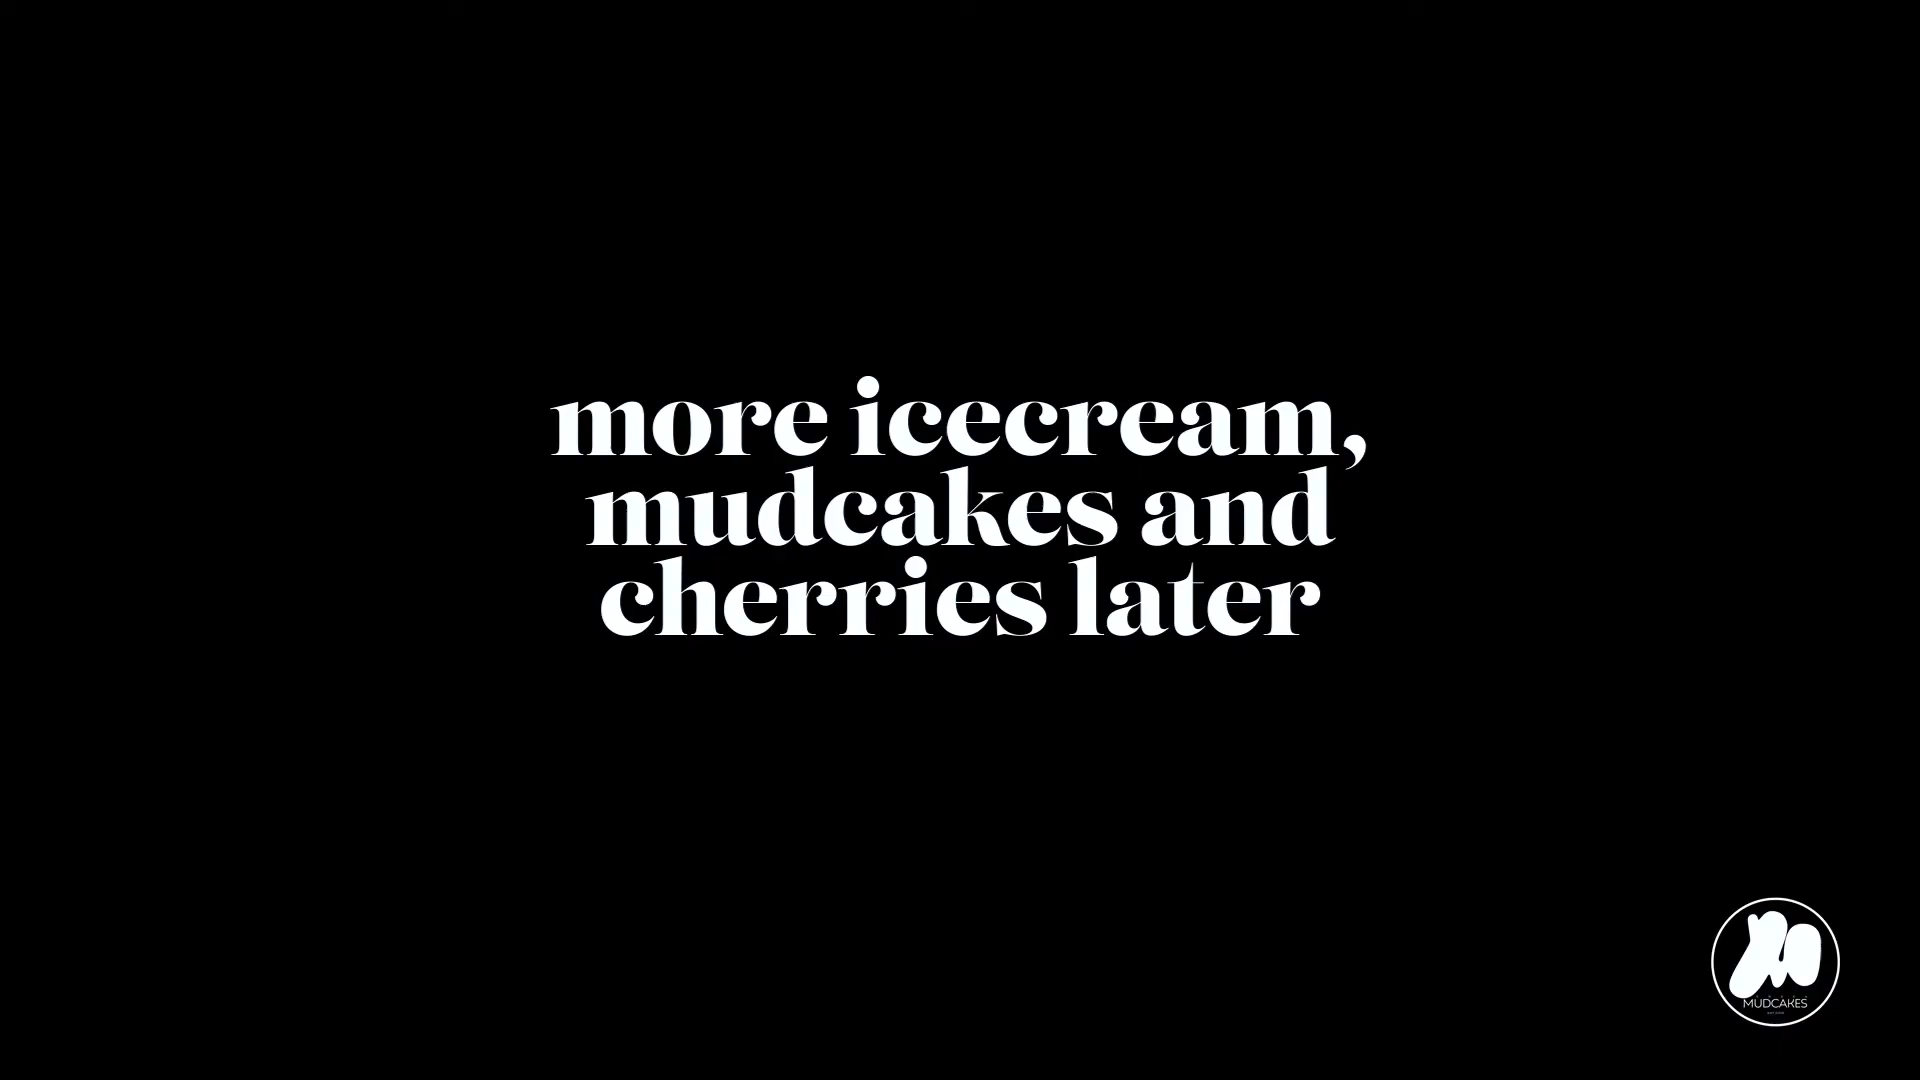 more icecream,
mudcakes and
cherries later
MUDCAKES